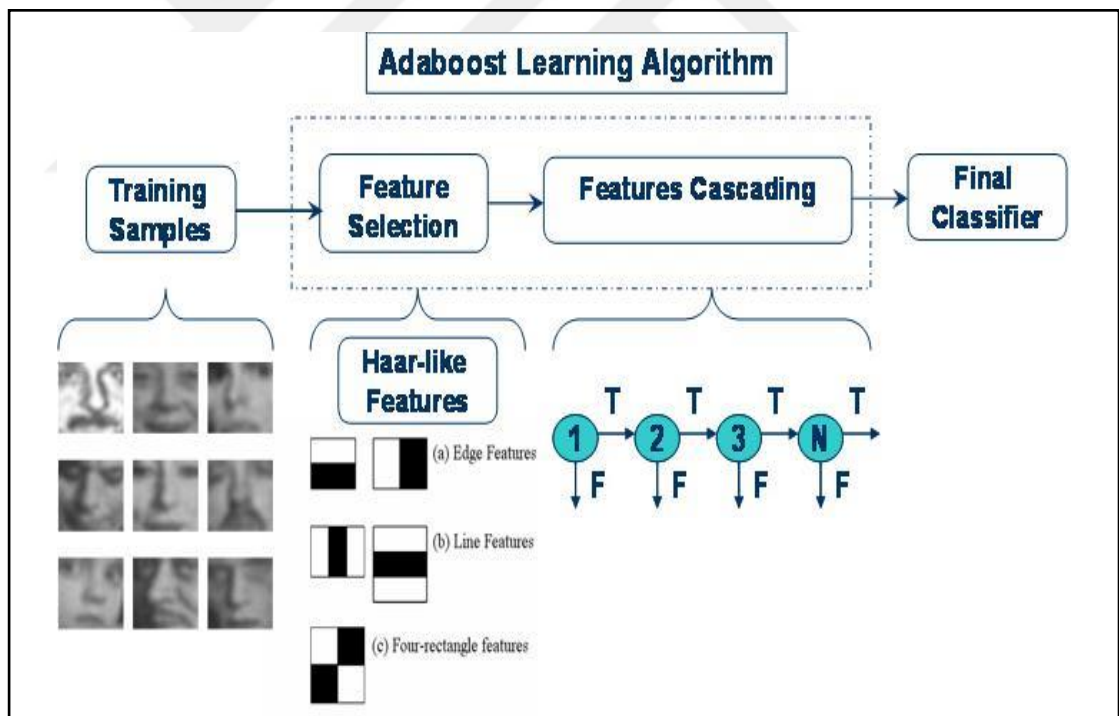 Adaboost Learning Algorithm
Training
Samples
Feature
Selection
Features Cascading
Final
Classifier
Haar-like
Features
(a) Edge Features
(b) Line Features
(c) Four-rectangle features
T T T T
1 2 3 N
F F F F